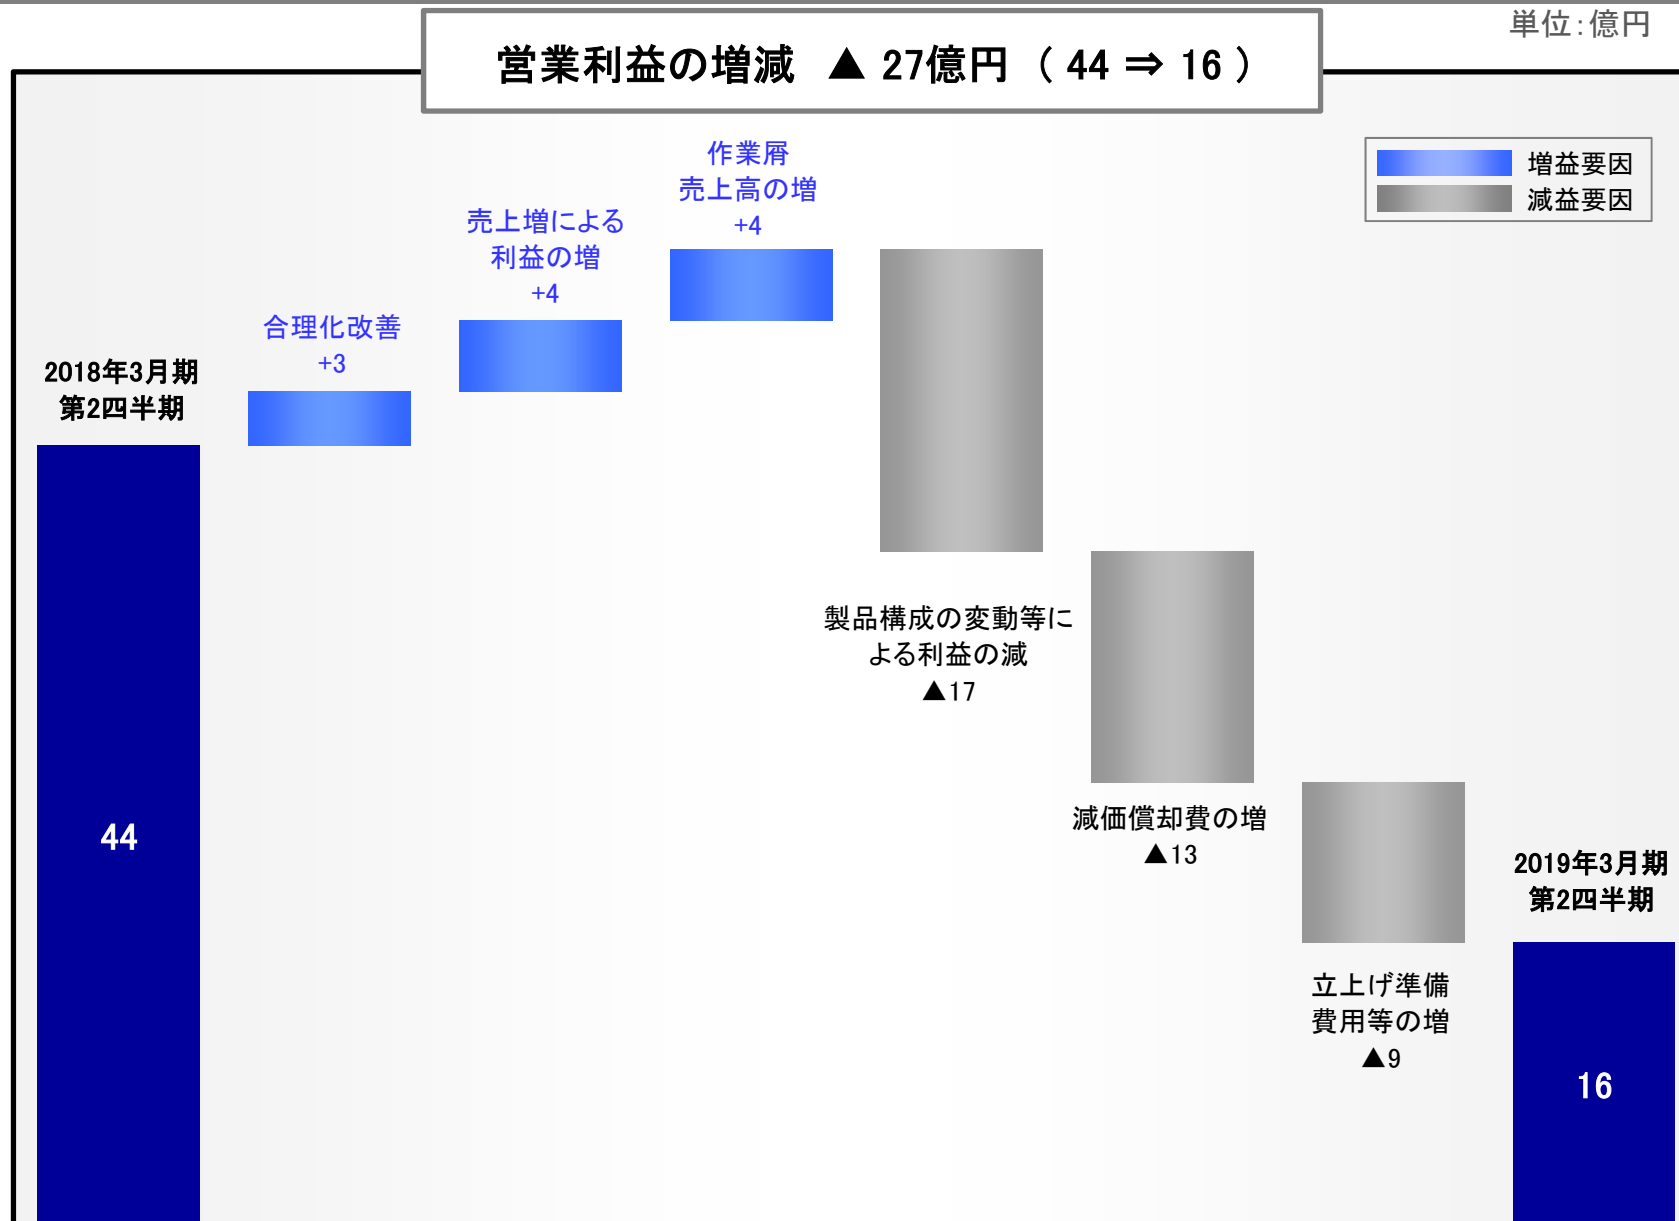 単位：億円
営業利益の増減 ▲ 27億円 （ 44 ⇒ 16 ）
増益要因
減益要因
2018年3月期
第2四半期
44
合理化改善
+3
売上増による
利益の増
+4
作業屑
売上高の増
+4
製品構成の変動等に
よる利益の減
▲17
減価償却費の増
▲13
立上げ準備
費用等の増
▲9
2019年3月期
第2四半期
16